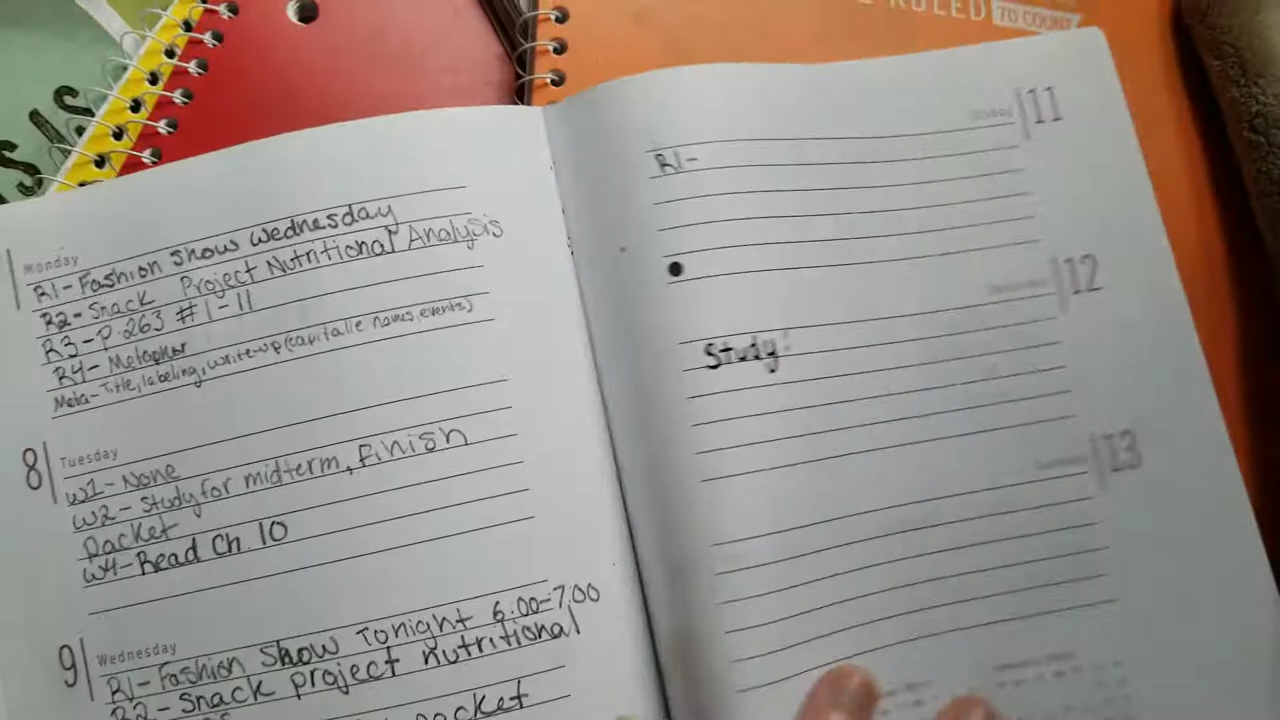 RULED
TO COUNT
Monday
R1-Fashion show Wednesday
R2-Snack Project Nutritional Analysis
R3-P.263 #1-11
R4-Metaphor
Meta-Title, labeling, write-up (capitalie names, events)
8 Tuesday
W1-None
W2-Study for midterm, finish
Packet
W4-Read Ch. 10
9 Wednesday
R1-Fashion Show Tonight 6:00-7:00
R2-Snack project nutritional
Packet
11
R1-
12
Study!
13